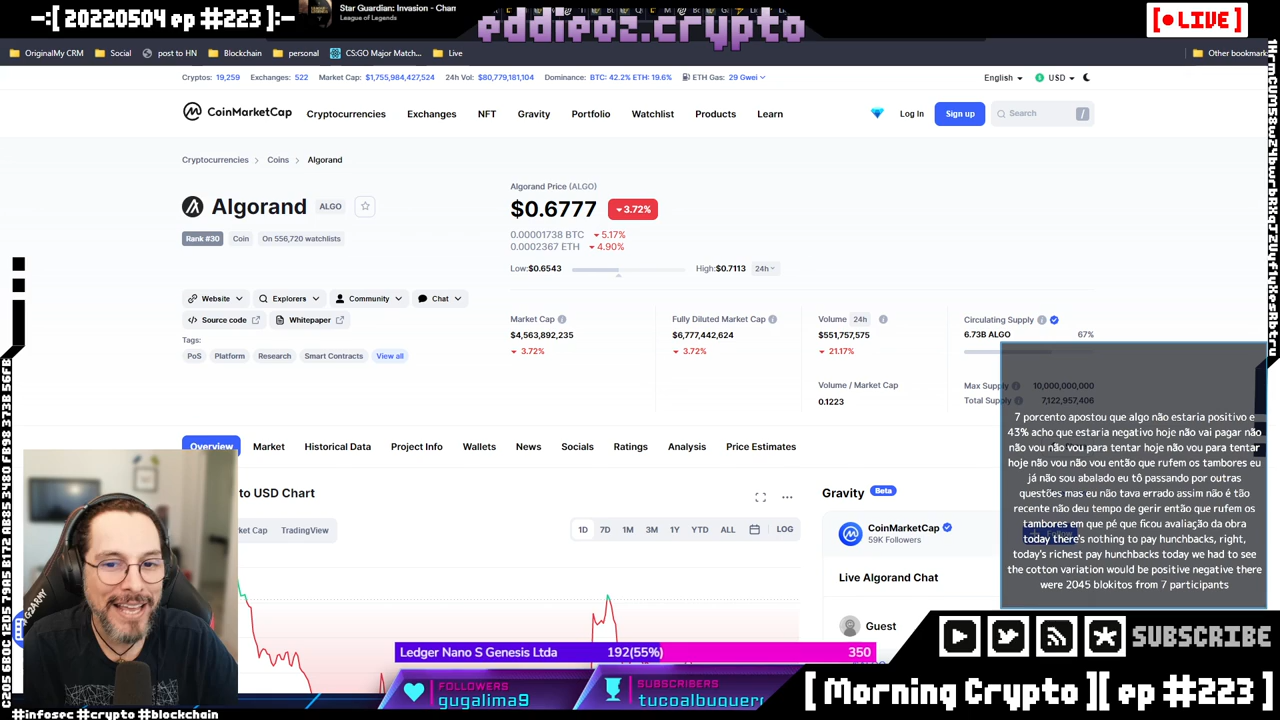 -:[ 20220504 ep #223 ]:-
Star Guardian: Invasion - Cham
League of Legends
eddieoz.crypto
[• LIVE]
OriginalMy CRM
Social
post to HN
Blockchain
personal
CS:GO Major Match...
Live
Other bookmark
Cryptos: 19,259 Exchanges: 522 Market Cap: $1,755,984,427,524 24h Vol: $80,779,181,104 Dominance: BTC: 42.2% ETH: 19.6% ETH Gas: 29 Gwei
English USD
CoinMarketCap Cryptocurrencies Exchanges NFT Gravity Portfolio Watchlist Products Learn
Log In Sign up Search /
Cryptocurrencies > Coins > Algorand
Algorand ALGO
Rank #30 Coin On 556,720 watchlists
Algorand Price (ALGO)
$0.6777 3.72%
0.00001738 BTC 5.17%
0.0002367 ETH 4.90%
Low: $0.6543 High: $0.7113 24h
Website Explorers Community Chat
Source code Whitepaper
Tags:
PoS Platform Research Smart Contracts View all
Market Cap
$4,563,892,235
3.72%
Fully Diluted Market Cap
$6,777,442,624
3.72%
Volume 24h
$551,757,575
21.17%
Volume / Market Cap
0.1223
Circulating Supply
6.73B ALGO 67%
Max Supply 10,000,000,000
Total Supply 7,122,957,406
Overview Market Historical Data Project Info Wallets News Socials Ratings Analysis Price Estimates
to USD Chart
ket Cap TradingView
1D 7D 1M 3M 1Y YTD ALL LOG
Gravity Beta
CoinMarketCap
59K Followers
Live Algorand Chat
Guest
7 porcento apostou que algo não estaria positivo e
43% acho que estaria negativo hoje não vai pagar não
não vou não vou para tentar hoje não vou para tentar
hoje não vou não vou então que rufem os tambores eu
já não sou abalado eu tô passando por outras
questões mas eu não tava errado assim não é tão
recente não deu tempo de gerir então que rufem os
tambores em que pé que ficou avaliação da obra
today there's nothing to pay hunchbacks, right,
today's richest pay hunchbacks today we had to see
the cotton variation would be positive negative there
were 2045 blokitos from 7 participants
Ledger Nano S Genesis Ltda 192(55%) 350
FOLLOWERS
gugalima9
SUBSCRIBERS
tucoalbuquerq
SUBSCRIBE
[ Morning Crypto ][ ep #223 ]
#infosec #crypto #blockchain